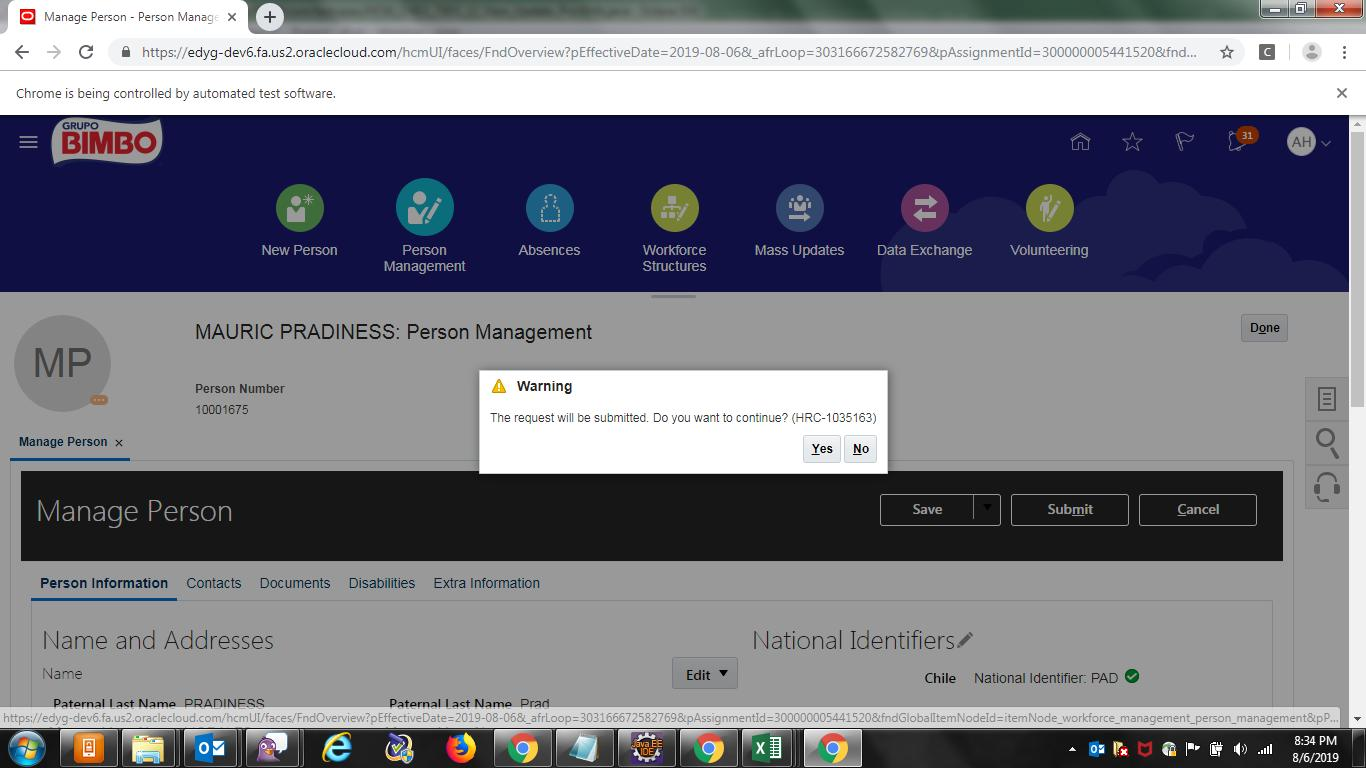 Manage Person - Person Manage
https://edyg-dev6.fa.us2.oraclecloud.com/hcmUI/faces/FndOverview?pEffectiveDate=2019-08-06&_afrLoop=303166672582769&pAssignmentId=300000005441520&fnd...
C
Chrome is being controlled by automated test software.
GRUPO
BIMBO
31
AH
New Person
Person
Management
Absences
Workforce
Structures
Mass Updates
Data Exchange
Volunteering
MP
MAURIC PRADINESS: Person Management
Done
Person Number
10001675
Warning
The request will be submitted. Do you want to continue? (HRC-1035163)
Yes No
Manage Person
Manage Person
Save Submit Cancel
Person Information Contacts Documents Disabilities Extra Information
Name and Addresses
National Identifiers
Name
Edit
Chile National Identifier: PAD
Paternal Last Name PRADINESS Paternal Last Name Prad
https://edyg-dev6.fa.us2.oraclecloud.com/hcmUI/faces/FndOverview?pEffectiveDate=2019-08-06&_afrLoop=303166672582769&pAssignmentId=300000005441520&fndGlobalItemNodeId=itemNode_workforce_management_person_management&pP...
Java EE
IDE
8:34 PM
8/6/2019